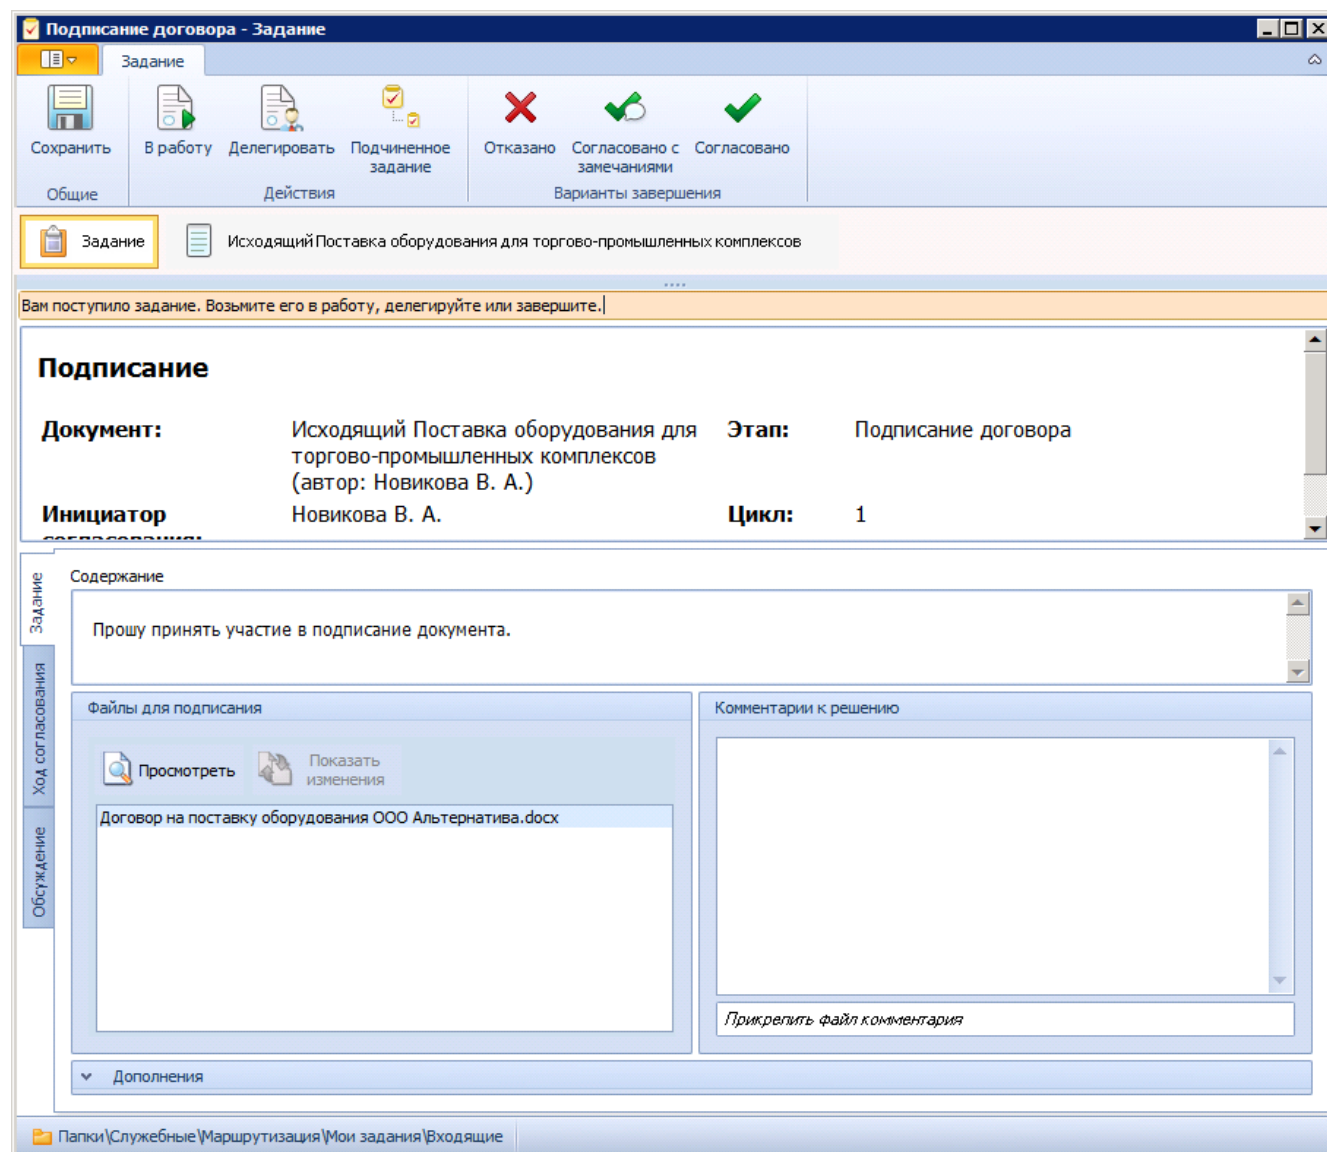 Подписание договора - Задание
Задание
Сохранить
В работу
Делегировать
Подчиненное
задание
Отказано
Согласовано с
замечаниями
Согласовано
Общие
Действия
Варианты завершения
Задание
Исходящий Поставка оборудования для торгово-промышленных комплексов
Вам поступило задание. Возьмите его в работу, делегируйте или завершите.
Подписание
Документ:
Исходящий Поставка оборудования для
торгово-промышленных комплексов
(автор: Новикова В. А.)
Этап:
Подписание договора
Инициатор
согласования:
Новикова В. А.
Цикл:
1
Задание
Ход согласования
Обсуждение
Содержание
Прошу принять участие в подписание документа.
Файлы для подписания
Просмотреть
Показать
изменения
Договор на поставку оборудования ООО Альтернатива.docx
Комментарии к решению
Прикрепить файл комментария
Дополнения
Папки\Служебные\Маршрутизация\Мои задания\Входящие